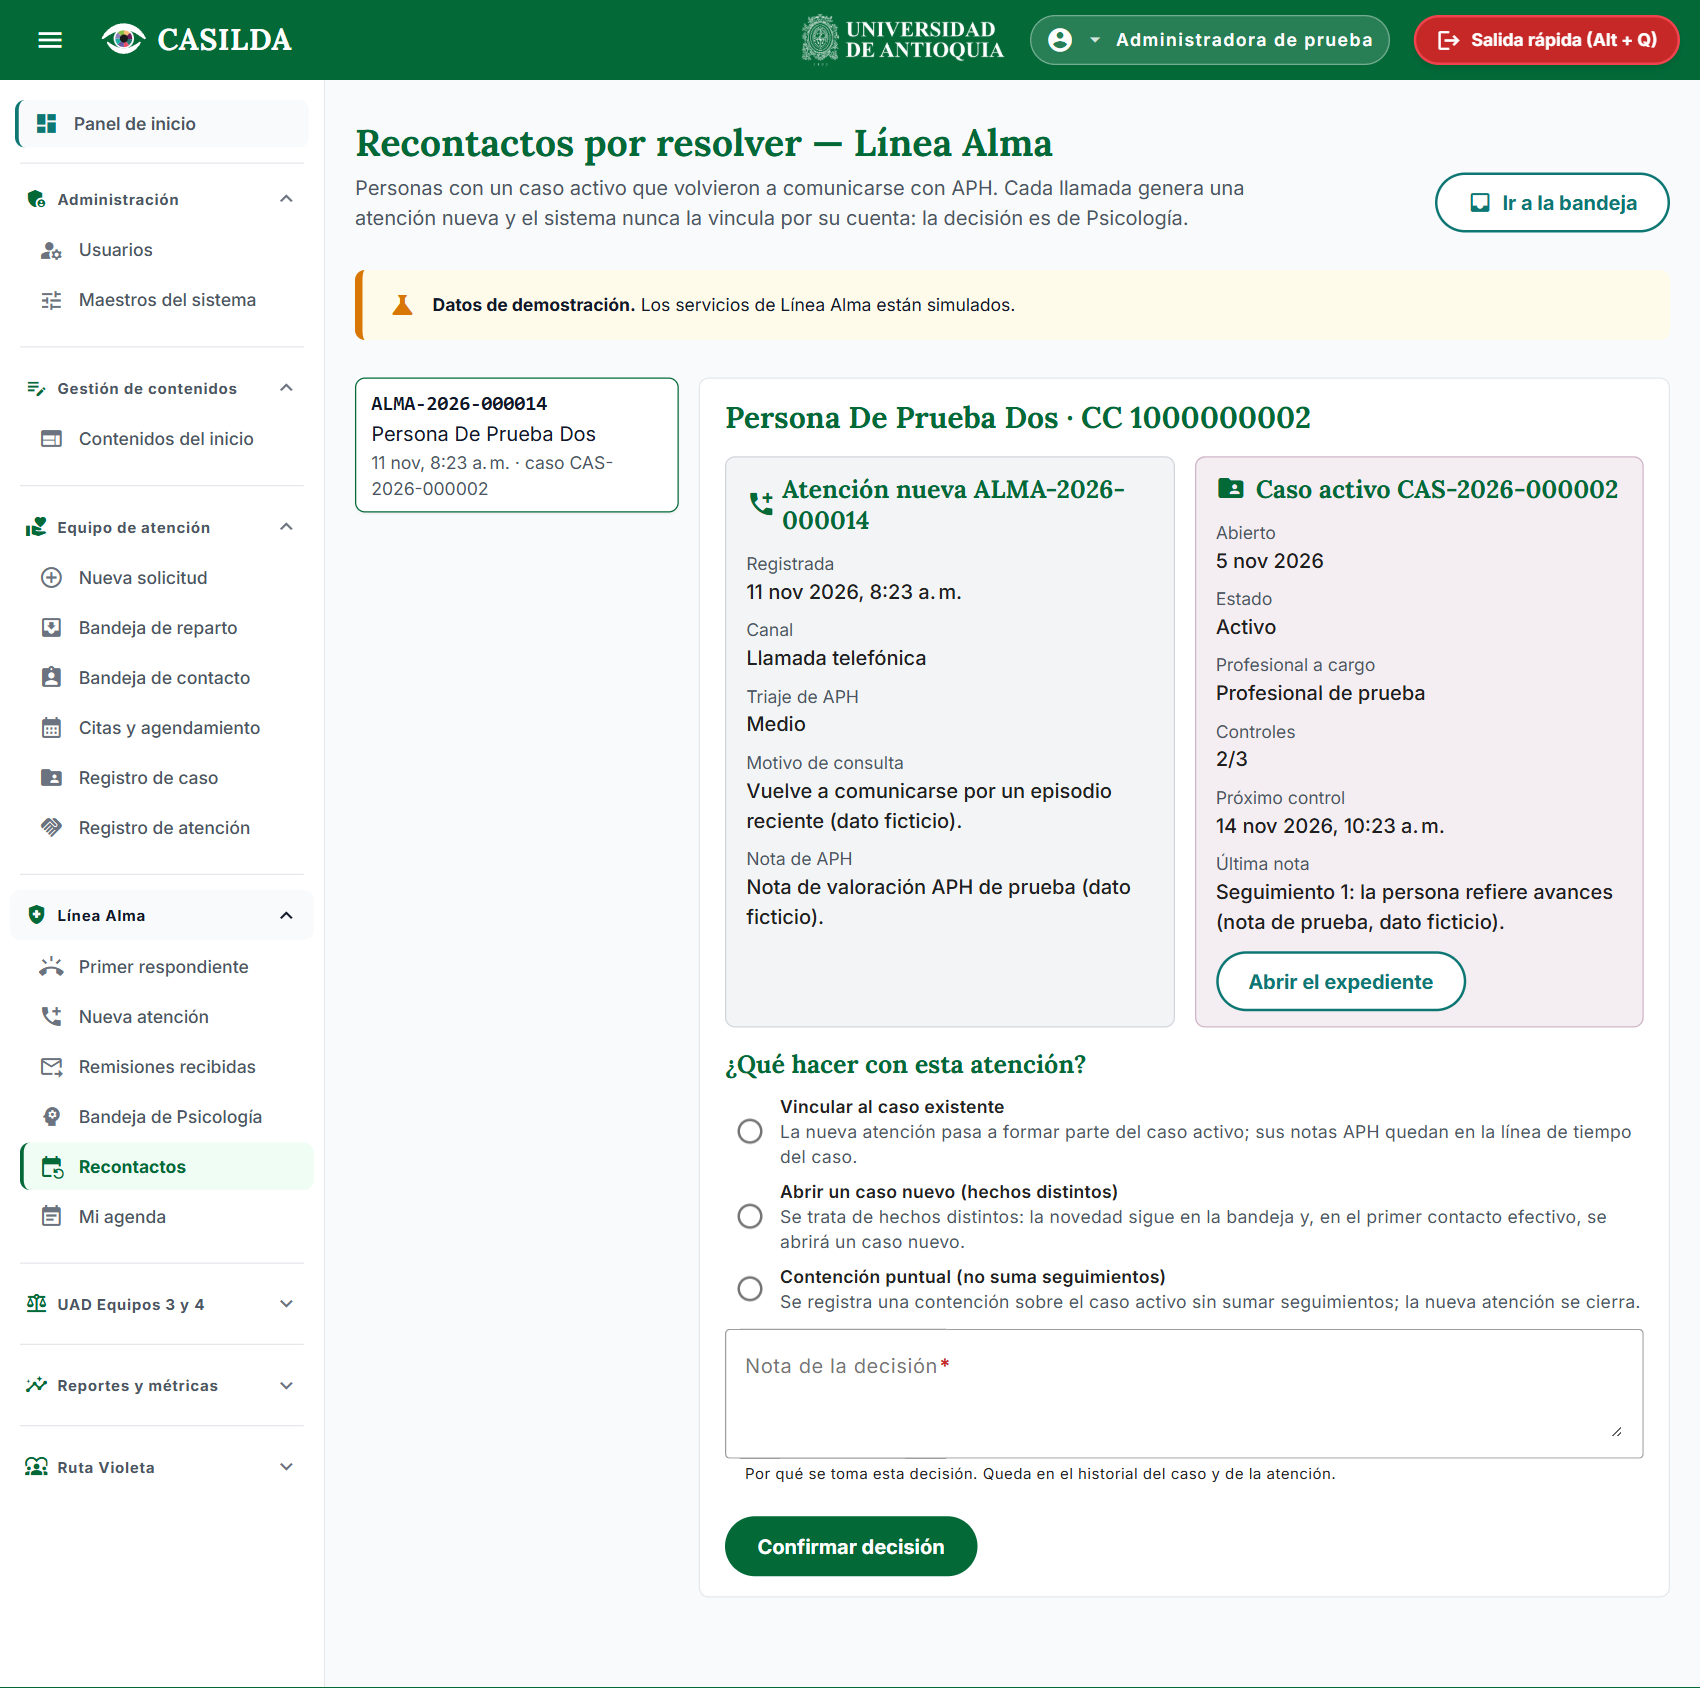 CASILDA
UNIVERSIDAD
DE ANTIOQUIA
Administradora de prueba
Salida rápida (Alt + Q)
Panel de inicio
Administración
Usuarios
Maestros del sistema
Gestión de contenidos
Contenidos del inicio
Equipo de atención
Nueva solicitud
Bandeja de reparto
Bandeja de contacto
Citas y agendamiento
Registro de caso
Registro de atención
Línea Alma
Primer respondiente
Nueva atención
Remisiones recibidas
Bandeja de Psicología
Recontactos
Mi agenda
UAD Equipos 3 y 4
Reportes y métricas
Ruta Violeta
Recontactos por resolver — Línea Alma
Personas con un caso activo que volvieron a comunicarse con APH. Cada llamada genera una
atención nueva y el sistema nunca la vincula por su cuenta: la decisión es de Psicología.
Ir a la bandeja
Datos de demostración. Los servicios de Línea Alma están simulados.
ALMA-2026-000014
Persona De Prueba Dos
11 nov, 8:23 a. m. · caso CAS-
2026-000002
Persona De Prueba Dos · CC 1000000002
Atención nueva ALMA-2026-
000014
Registrada
11 nov 2026, 8:23 a. m.
Canal
Llamada telefónica
Triaje de APH
Medio
Motivo de consulta
Vuelve a comunicarse por un episodio
reciente (dato ficticio).
Nota de APH
Nota de valoración APH de prueba (dato
ficticio).
Caso activo CAS-2026-000002
Abierto
5 nov 2026
Estado
Activo
Profesional a cargo
Profesional de prueba
Controles
2/3
Próximo control
14 nov 2026, 10:23 a. m.
Última nota
Seguimiento 1: la persona refiere avances
(nota de prueba, dato ficticio).
Abrir el expediente
¿Qué hacer con esta atención?
Vincular al caso existente
La nueva atención pasa a formar parte del caso activo; sus notas APH quedan en la línea de tiempo
del caso.
Abrir un caso nuevo (hechos distintos)
Se trata de hechos distintos: la novedad sigue en la bandeja y, en el primer contacto efectivo, se
abrirá un caso nuevo.
Contención puntual (no suma seguimientos)
Se registra una contención sobre el caso activo sin sumar seguimientos; la nueva atención se cierra.
Nota de la decisión*
Por qué se toma esta decisión. Queda en el historial del caso y de la atención.
Confirmar decisión